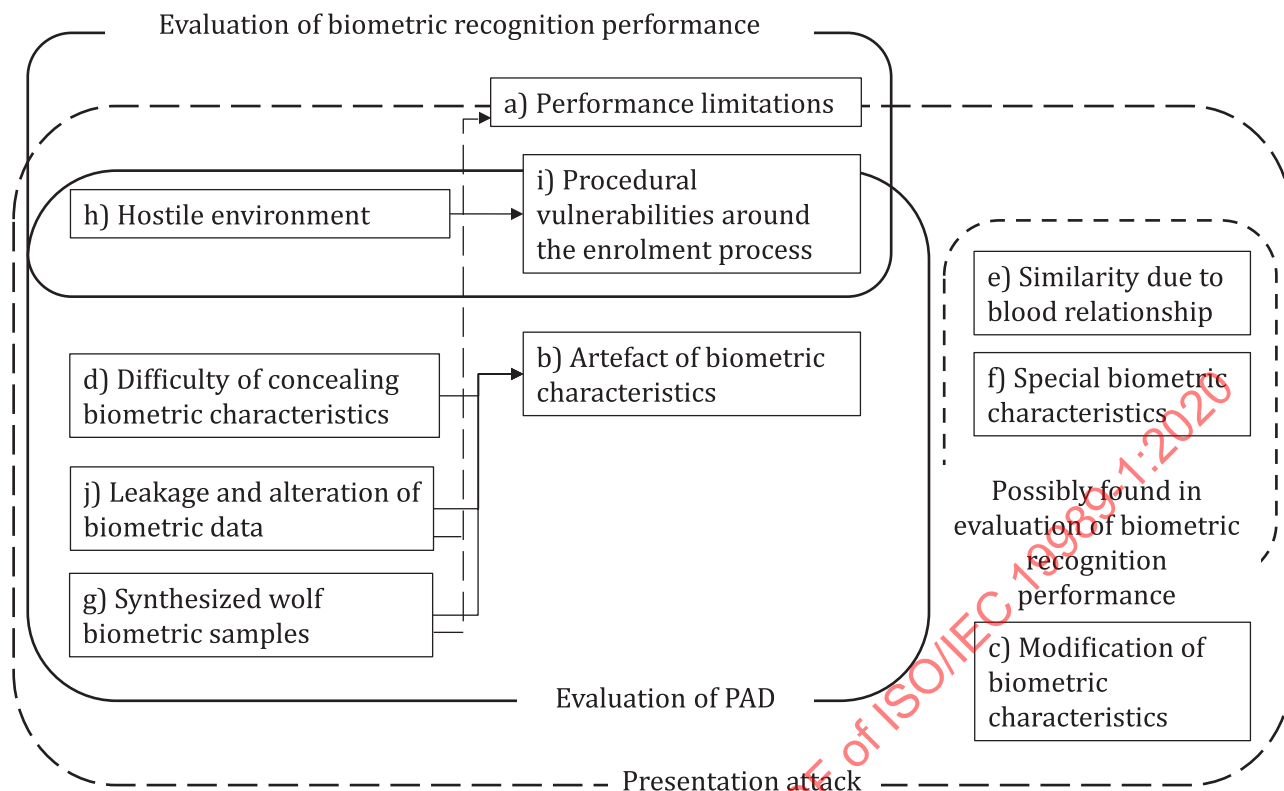 Evaluation of biometric recognition performance
a) Performance limitations
h) Hostile environment
i) Procedural
vulnerabilities around
the enrolment process
e) Similarity due to
blood relationship
d) Difficulty of concealing
biometric characteristics
b) Artefact of biometric
characteristics
f) Special biometric
characteristics
j) Leakage and alteration of
biometric data
Possibly found in
evaluation of biometric
recognition
performance
g) Synthesized wolf
biometric samples
c) Modification of
biometric
characteristics
Evaluation of PAD
Presentation attack
of ISO/IEC 19989-1:2020